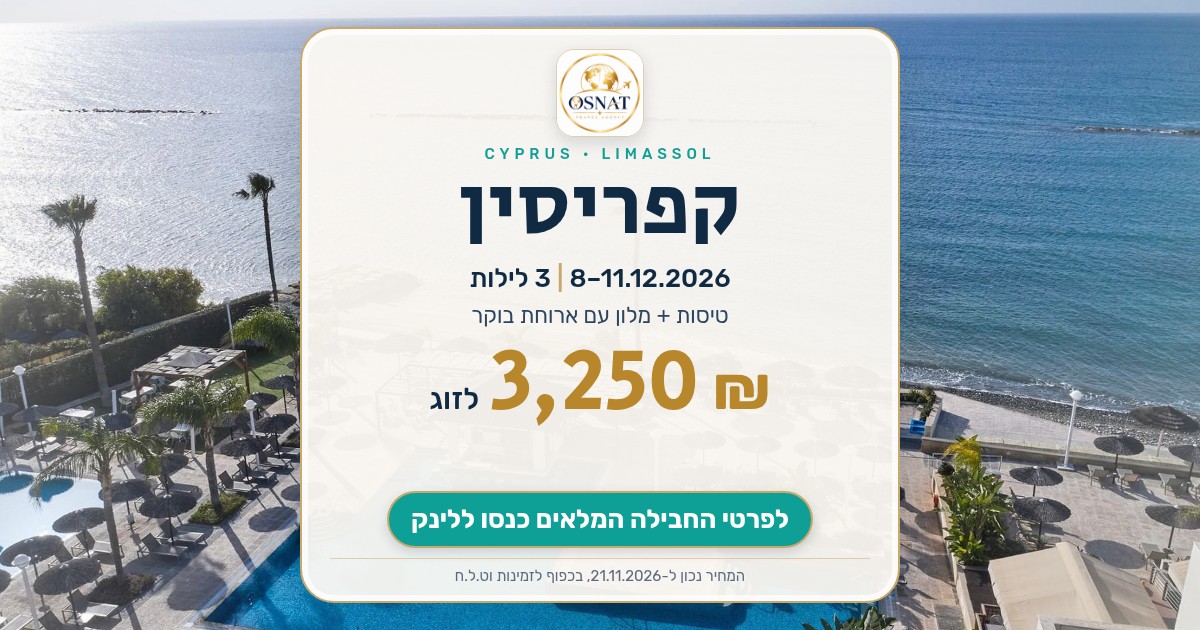 OSNAT
TRAVEL AGENCY
CYPRUS • LIMASSOL
קפריסין
8–11.12.2026 | 3 לילות
טיסות + מלון עם ארוחת בוקר
₪ 3,250 לזוג
לפרטי החבילה המלאים כנסו ללינק
המחיר נכון ל-21.11.2026, בכפוף לזמינות וט.ל.ח